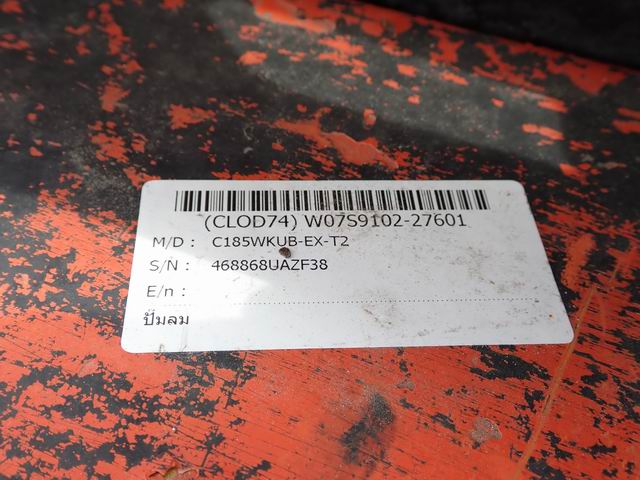 (CLOD74) W07S9102-27601
M/D : C185WKUB-EX-T2
S/N : 468868UAZF38
E/n :
ปั๊มลม